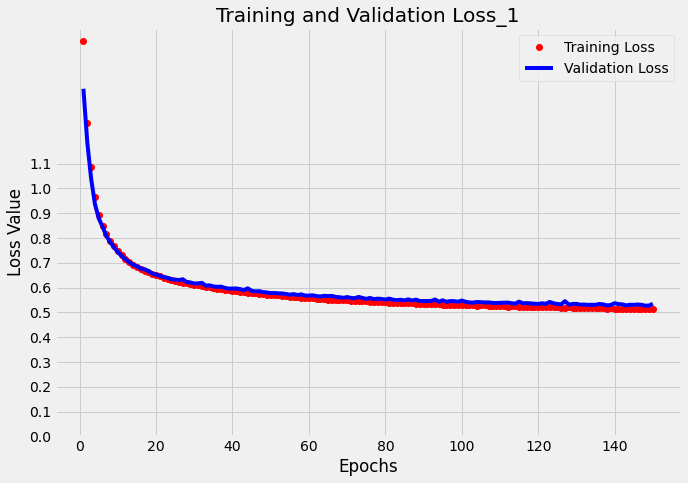 Training and Validation Loss_1
Training Loss
Validation Loss
1.1
1.0
0.9
0.8
0.7
0.6
0.5
0.4
0.3
0.2
0.1
0.0
Loss Value
0 20 40 60 80 100 120 140
Epochs